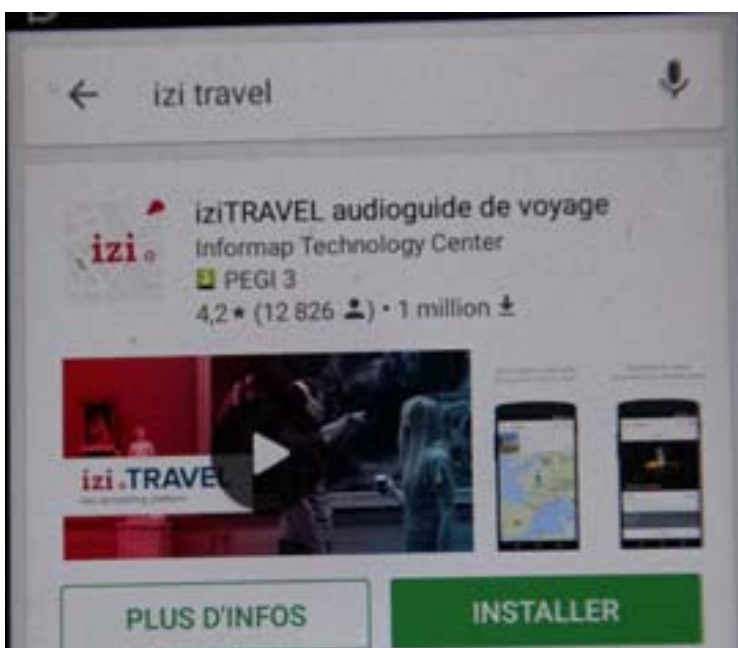 izi travel
izi
iziTRAVEL audioguide de voyage
Informap Technology Center
3 PEGI 3
4,2★ (12 826 ) • 1 million
izi.TRAVEL
PLUS D'INFOS
INSTALLER